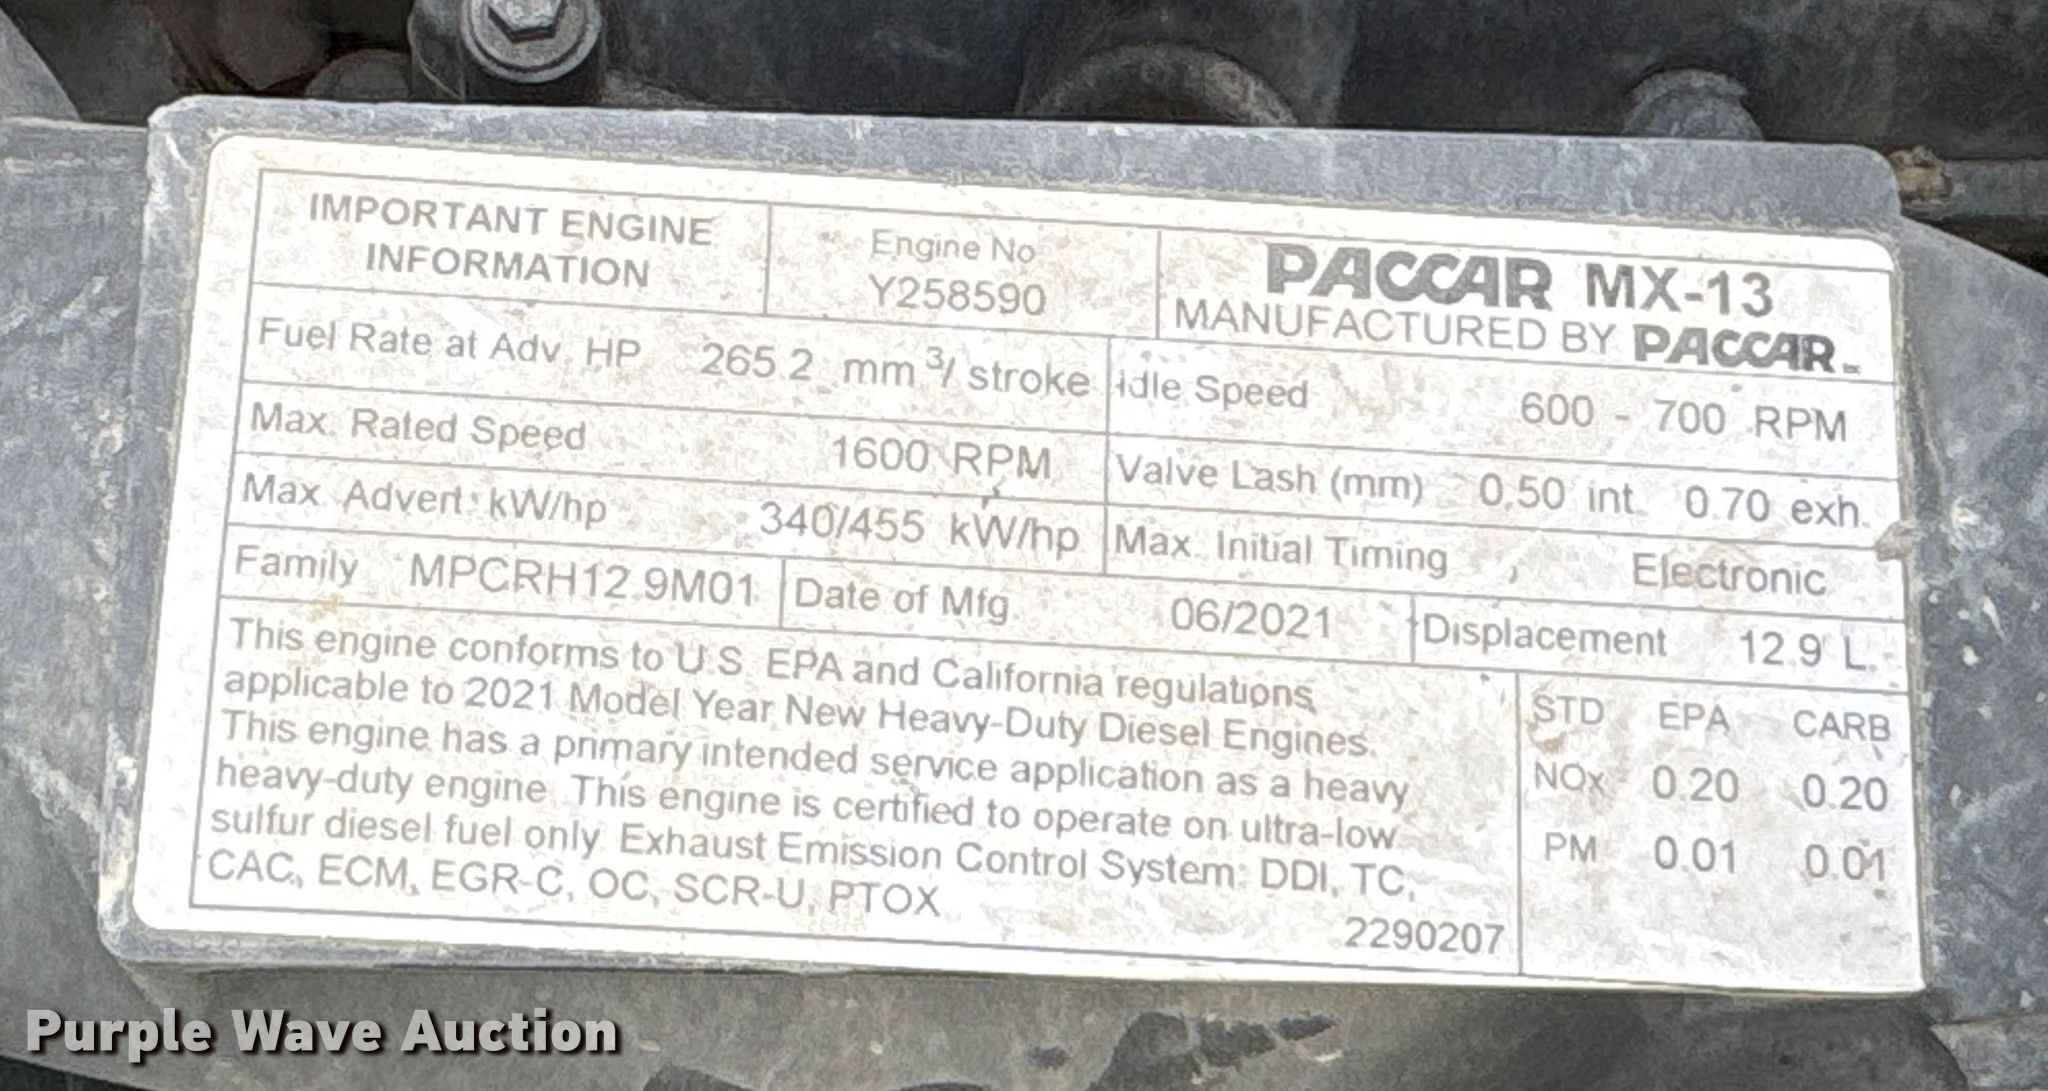 IMPORTANT ENGINE
INFORMATION
Engine No
Y258590
PACCAR MX-13
MANUFACTURED BY PACCAR
Fuel Rate at Adv. HP 265.2 mm³/ stroke
Idle Speed 600 - 700 RPM
Max. Rated Speed 1600 RPM
Valve Lash (mm) 0.50 int. 0.70 exh.
Max. Advert. kW/hp 340/455 kW/hp
Max. Initial Timing Electronic
Family MPCRH12.9M01
Date of Mfg. 06/2021
Displacement 12.9 L.
This engine conforms to U.S. EPA and California regulations
applicable to 2021 Model Year New Heavy-Duty Diesel Engines.
This engine has a primary intended service application as a heavy
heavy-duty engine. This engine is certified to operate on ultra-low
sulfur diesel fuel only. Exhaust Emission Control System: DDI, TC,
CAC, ECM, EGR-C, OC, SCR-U, PTOX
2290207
STD EPA CARB
NOx 0.20 0.20
PM 0.01 0.01
Purple Wave Auction